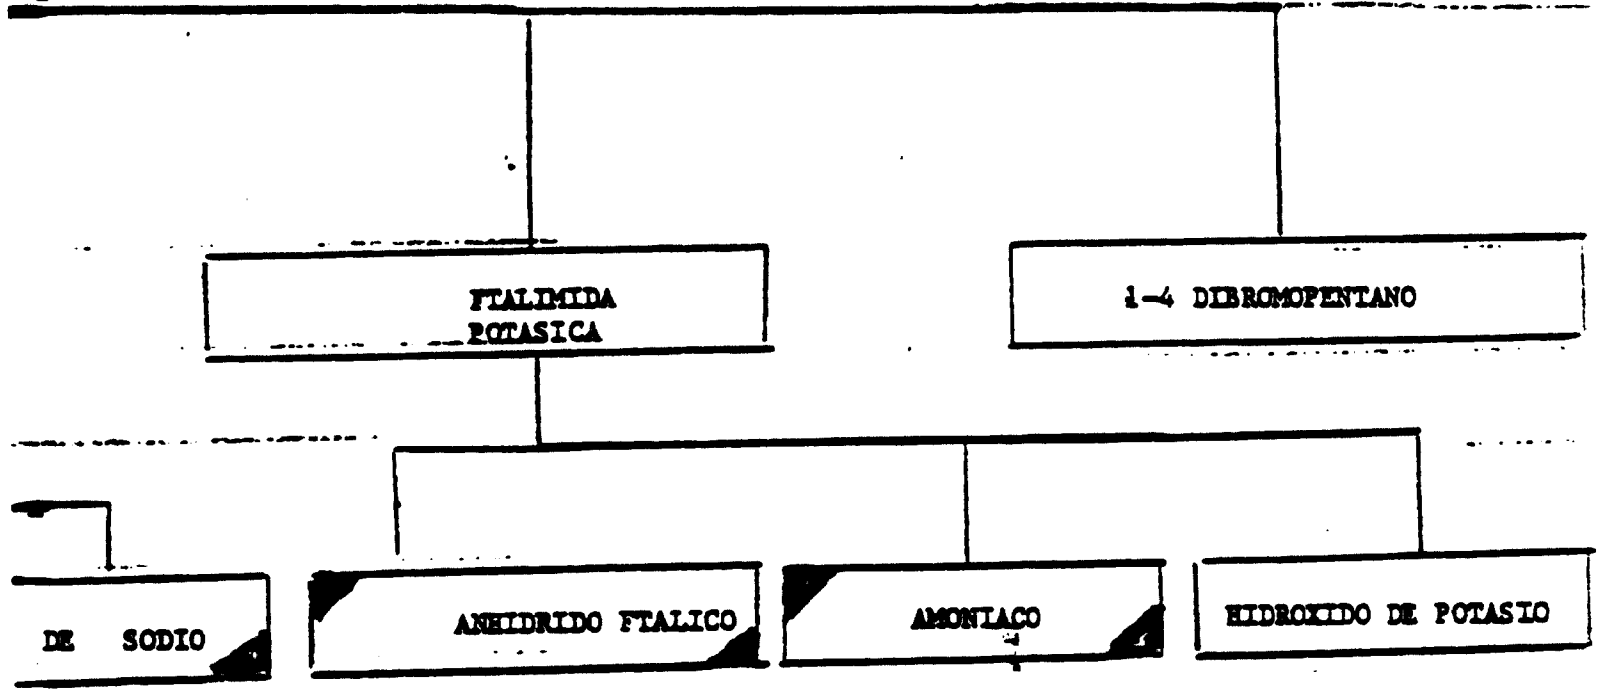 FTALIMIDA
POTASICA
1-4 DIBROMOPENTANO
DE SODIO
ANHIDRIDO FTALICO
AMONIACO
HIDROXIDO DE POTASIO